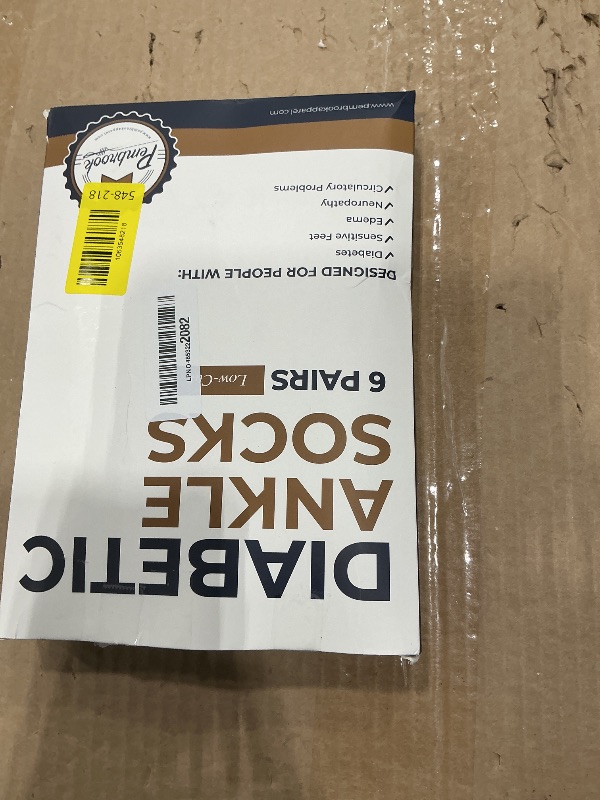 DIABETIC
ANKLE
SOCKS
6 PAIRS
DESIGNED FOR PEOPLE WITH:
✓Diabetes
✓Sensitive Feet
✓Edema
✓Neuropathy
✓Circulatory Problems
www.pembrookapparel.com
Pembrook
548-218
2082